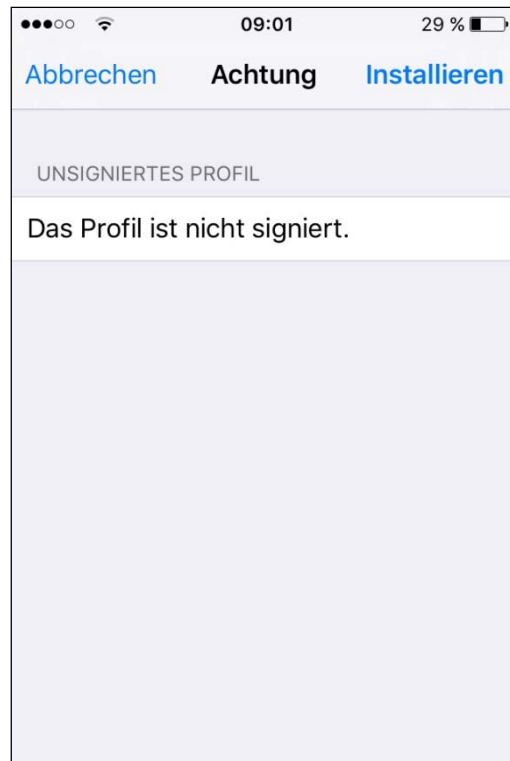 09:01 29 %
Abbrechen Achtung Installieren
UNSIGNIERTES PROFIL
Das Profil ist nicht signiert.